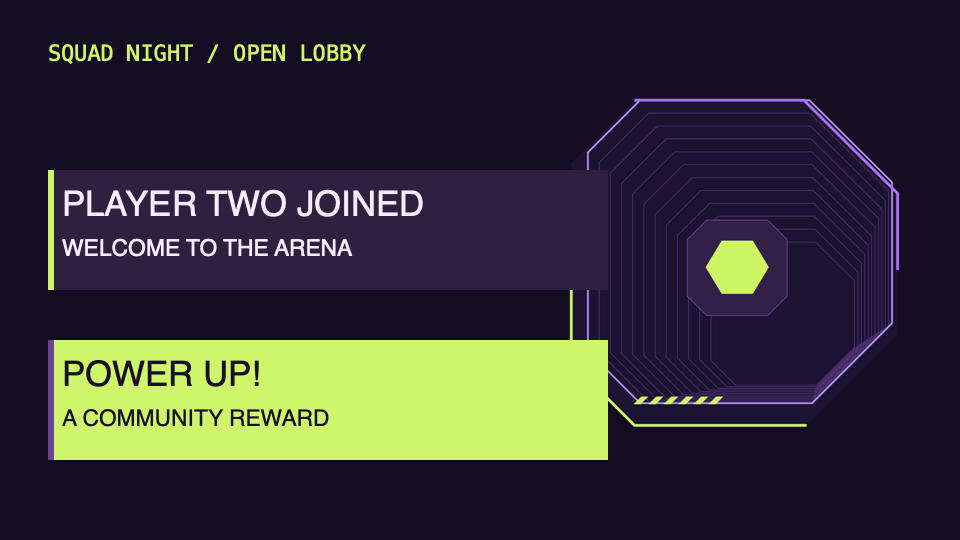 SQUAD NIGHT / OPEN LOBBY
PLAYER TWO JOINED
WELCOME TO THE ARENA
POWER UP!
A COMMUNITY REWARD